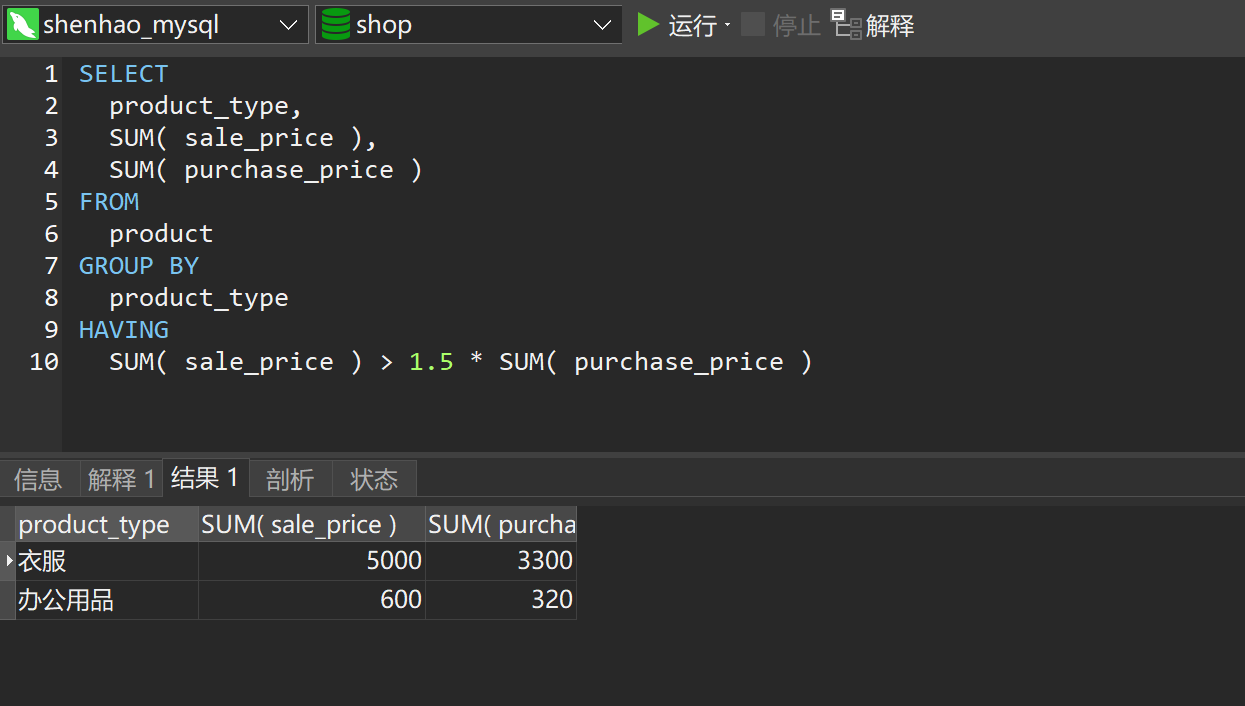 shenhao_mysql shop 运行 停止 解释
1 SELECT
2 product_type,
3 SUM( sale_price ),
4 SUM( purchase_price )
5 FROM
6 product
7 GROUP BY
8 product_type
9 HAVING
10 SUM( sale_price ) > 1.5 * SUM( purchase_price )
信息 解释 1 结果 1 剖析 状态
product_type SUM( sale_price ) SUM( purcha
衣服 5000 3300
办公用品 600 320